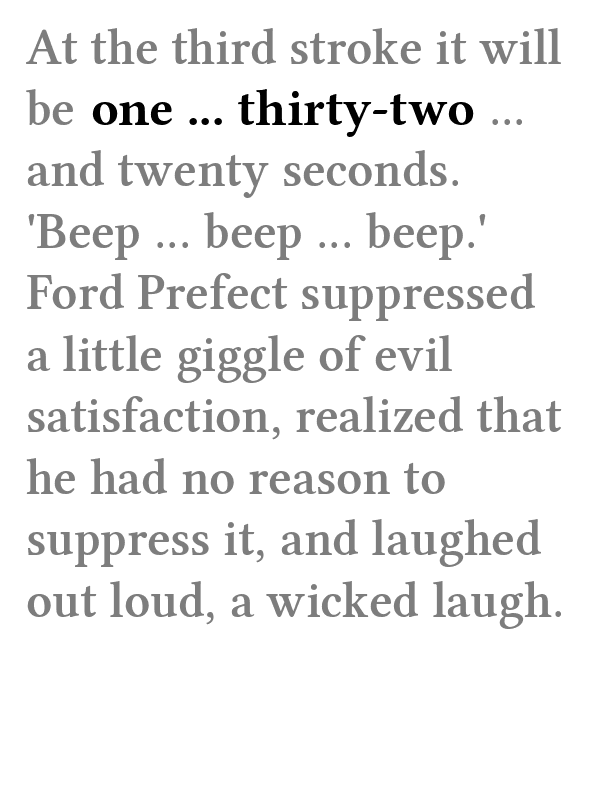 At the third stroke it will
be one ... thirty-two ...
and twenty seconds.
'Beep ... beep ... beep.'
Ford Prefect suppressed
a little giggle of evil
satisfaction, realized that
he had no reason to
suppress it, and laughed
out loud, a wicked laugh.